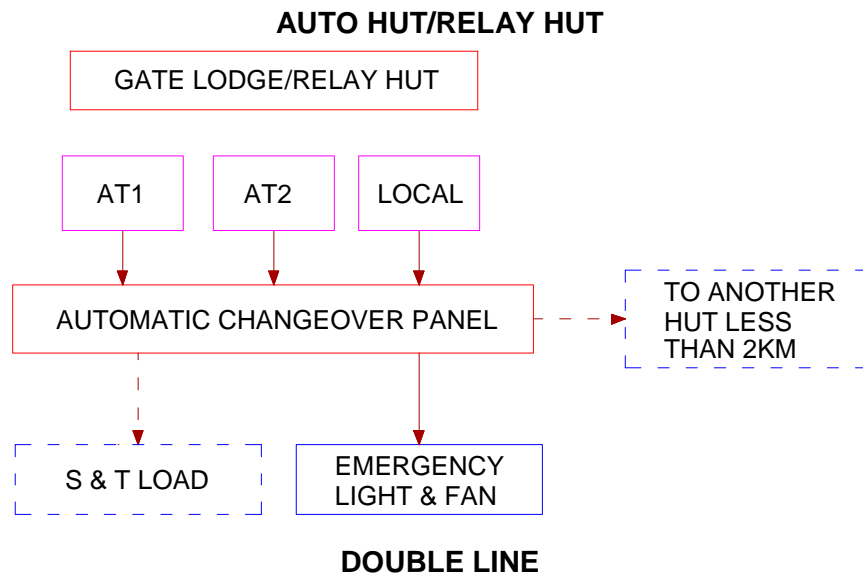 AUTO HUT/RELAY HUT
GATE LODGE/RELAY HUT
AT1
AT2
LOCAL
AUTOMATIC CHANGEOVER PANEL
TO ANOTHER
HUT LESS
THAN 2KM
S & T LOAD
EMERGENCY
LIGHT & FAN
DOUBLE LINE